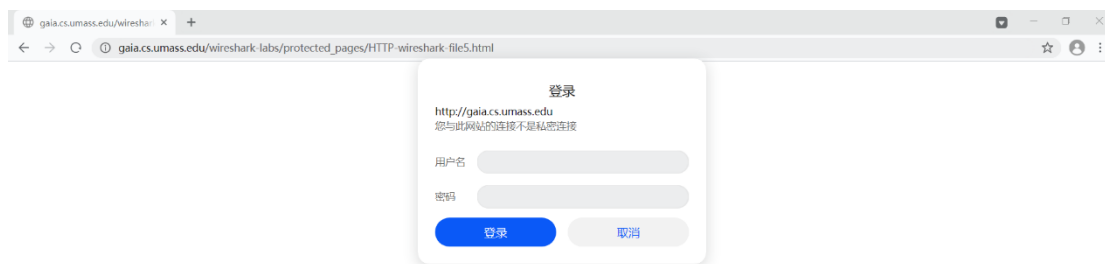 gaia.cs.umass.edu/wireshar
gaia.cs.umass.edu/wireshark-labs/protected_pages/HTTP-wireshark-file5.html
登录
http://gaia.cs.umass.edu
您与此网站的连接不是私密连接
用户名
密码
登录 取消